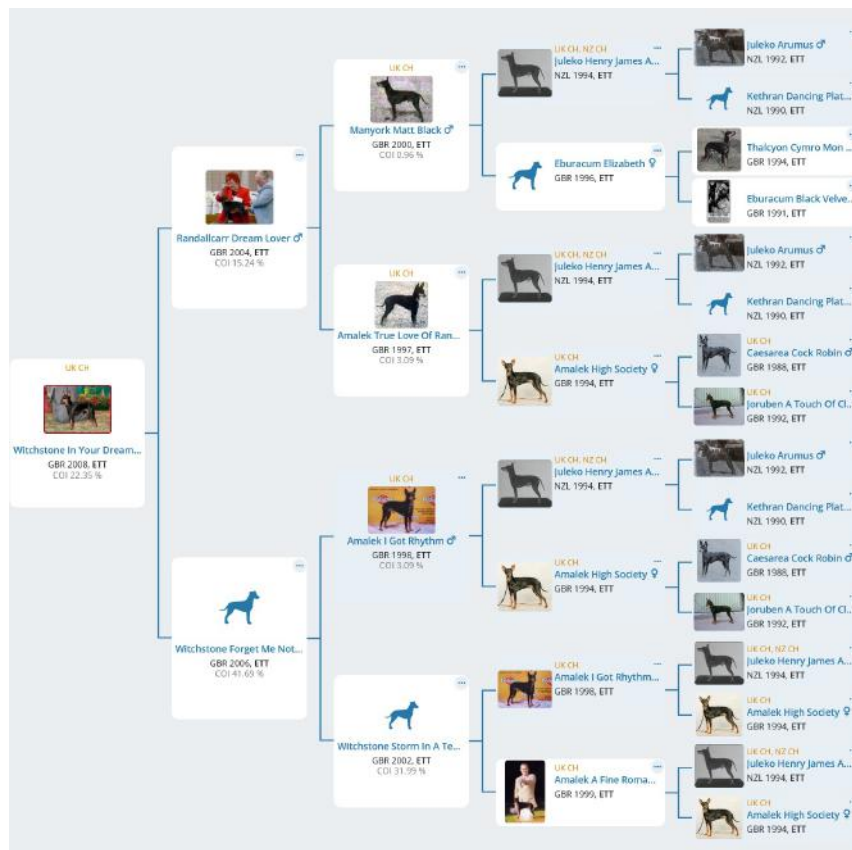 UK CH
Witchstone In Your Dream...
GBR 2008, ETT
COI 22.35 %
Randallcarr Dream Lover ♂
GBR 2004, ETT
COI 15.24 %
Witchstone Forget Me Not...
GBR 2006, ETT
COI 41.69 %
UK CH
Manyork Matt Black ♂
GBR 2000, ETT
COI 0.96 %
UK CH
Amalek True Love Of Ran...
GBR 1997, ETT
COI 3.09 %
UK CH
Amalek I Got Rhythm ♂
GBR 1998, ETT
COI 3.09 %
Witchstone Storm In A Te...
GBR 2002, ETT
COI 31.99 %
UK CH, NZ CH
Juleko Henry James A...
NZL 1994, ETT
Eburacum Elizabeth ♀
GBR 1996, ETT
UK CH, NZ CH
Juleko Henry James A...
NZL 1994, ETT
UK CH
Amalek High Society ♀
GBR 1994, ETT
UK CH, NZ CH
Juleko Henry James A...
NZL 1994, ETT
UK CH
Amalek High Society ♀
GBR 1994, ETT
UK CH
Amalek I Got Rhythm...
GBR 1998, ETT
UK CH
Amalek A Fine Roma...
GBR 1999, ETT
Juleko Arumus ♂
NZL 1992, ETT
Kethran Dancing Plat...
NZL 1990, ETT
Thalcyon Cymro Mon ...
GBR 1994, ETT
Eburacum Black Velve...
GBR 1991, ETT
Juleko Arumus ♂
NZL 1992, ETT
Kethran Dancing Plat...
NZL 1990, ETT
UK CH
Caesarea Cock Robin ♂
GBR 1988, ETT
UK CH
Joruben A Touch Of Cl...
GBR 1992, ETT
Juleko Arumus ♂
NZL 1992, ETT
Kethran Dancing Plat...
NZL 1990, ETT
UK CH
Caesarea Cock Robin ♂
GBR 1988, ETT
UK CH
Joruben A Touch Of Cl...
GBR 1992, ETT
UK CH, NZ CH
Juleko Henry James A...
NZL 1994, ETT
UK CH
Amalek High Society ♀
GBR 1994, ETT
UK CH, NZ CH
Juleko Henry James A...
NZL 1994, ETT
UK CH
Amalek High Society ♀
GBR 1994, ETT